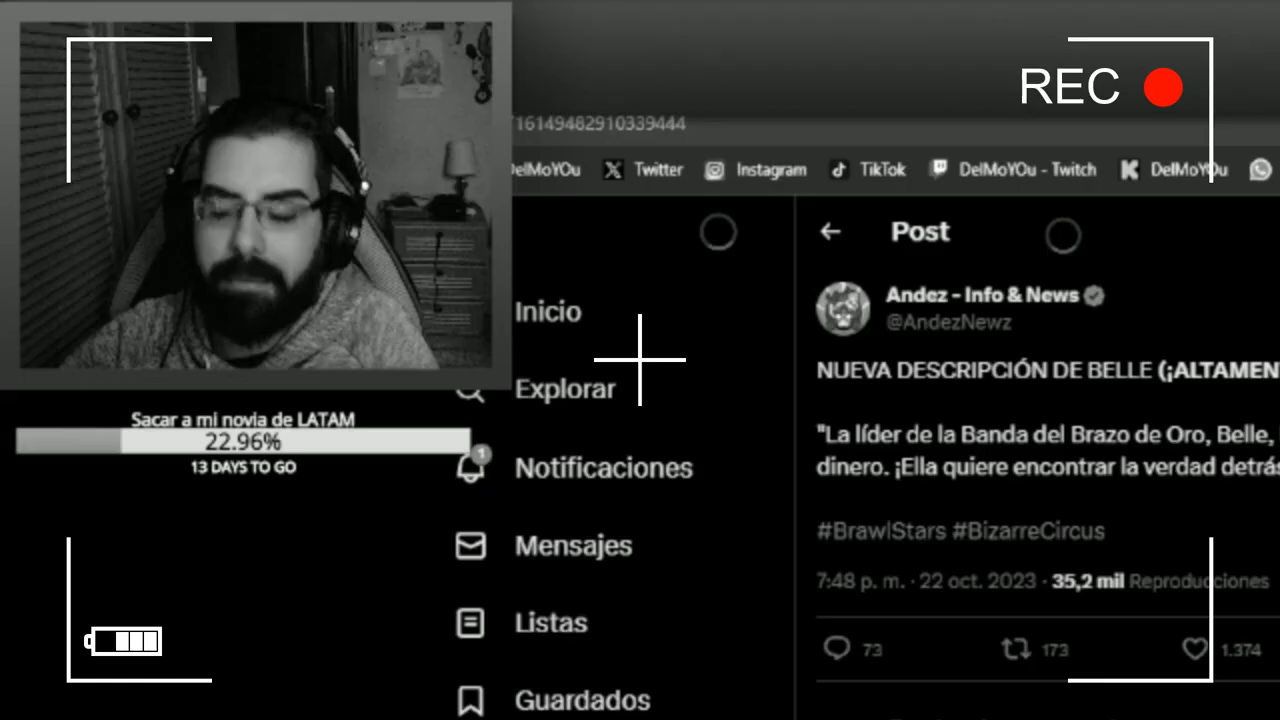 REC
16149482910339444
DelMoYOu Twitter Instagram TikTok DelMoYOu - Twitch DelMoYOu
Post
Andez - Info & News
@AndezNewz
Inicio
NUEVA DESCRIPCIÓN DE BELLE (¡ALTAMEN
Explorar
Sacar a mi novia de LATAM
22.96%
13 DAYS TO GO
"La líder de la Banda del Brazo de Oro, Belle,
dinero. ¡Ella quiere encontrar la verdad detrás
1
Notificaciones
#BrawlStars #BizarreCircus
Mensajes
7:48 p. m. · 22 oct. 2023 · 35,2 mil Reproducciones
Listas
73 173 1.374
Guardados